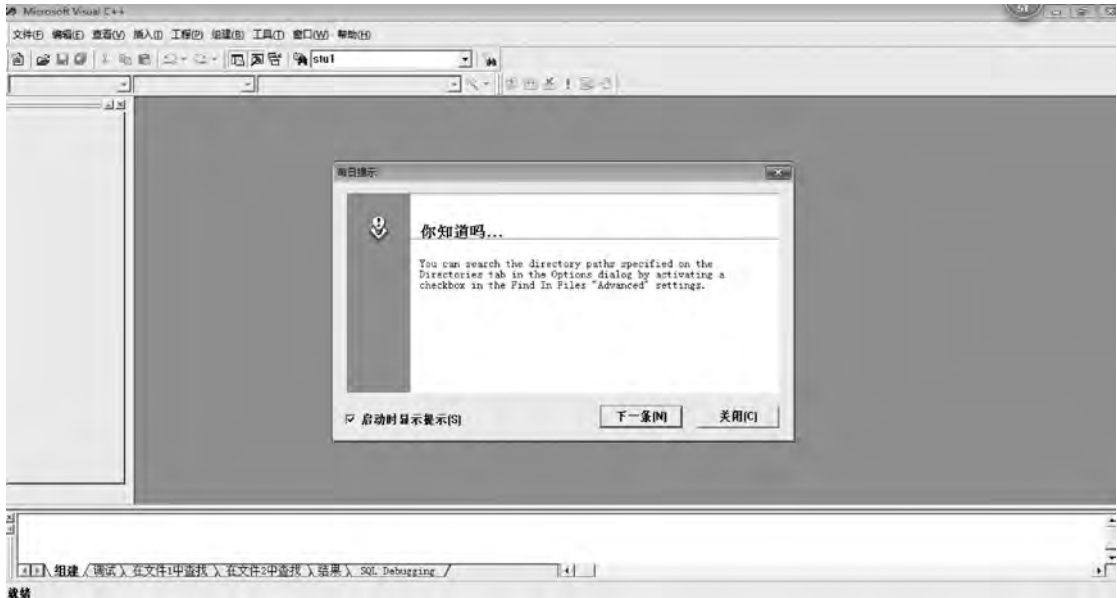 Microsoft Visual C++
51
文件(F) 编辑(E) 查看(V) 插入(I) 工程(P) 组建(B) 工具(T) 窗口(W) 帮助(H)
stu1
每日提示
你知道吗...
You can search the directory paths specified on the
Directories tab in the Options dialog by activating a
checkbox in the Find In Files "Advanced" settings.
启动时显示提示(S)
下一条(N)
关闭(C)
组建 调试 在文件1中查找 在文件2中查找 结果 SQL Debugging
就绪